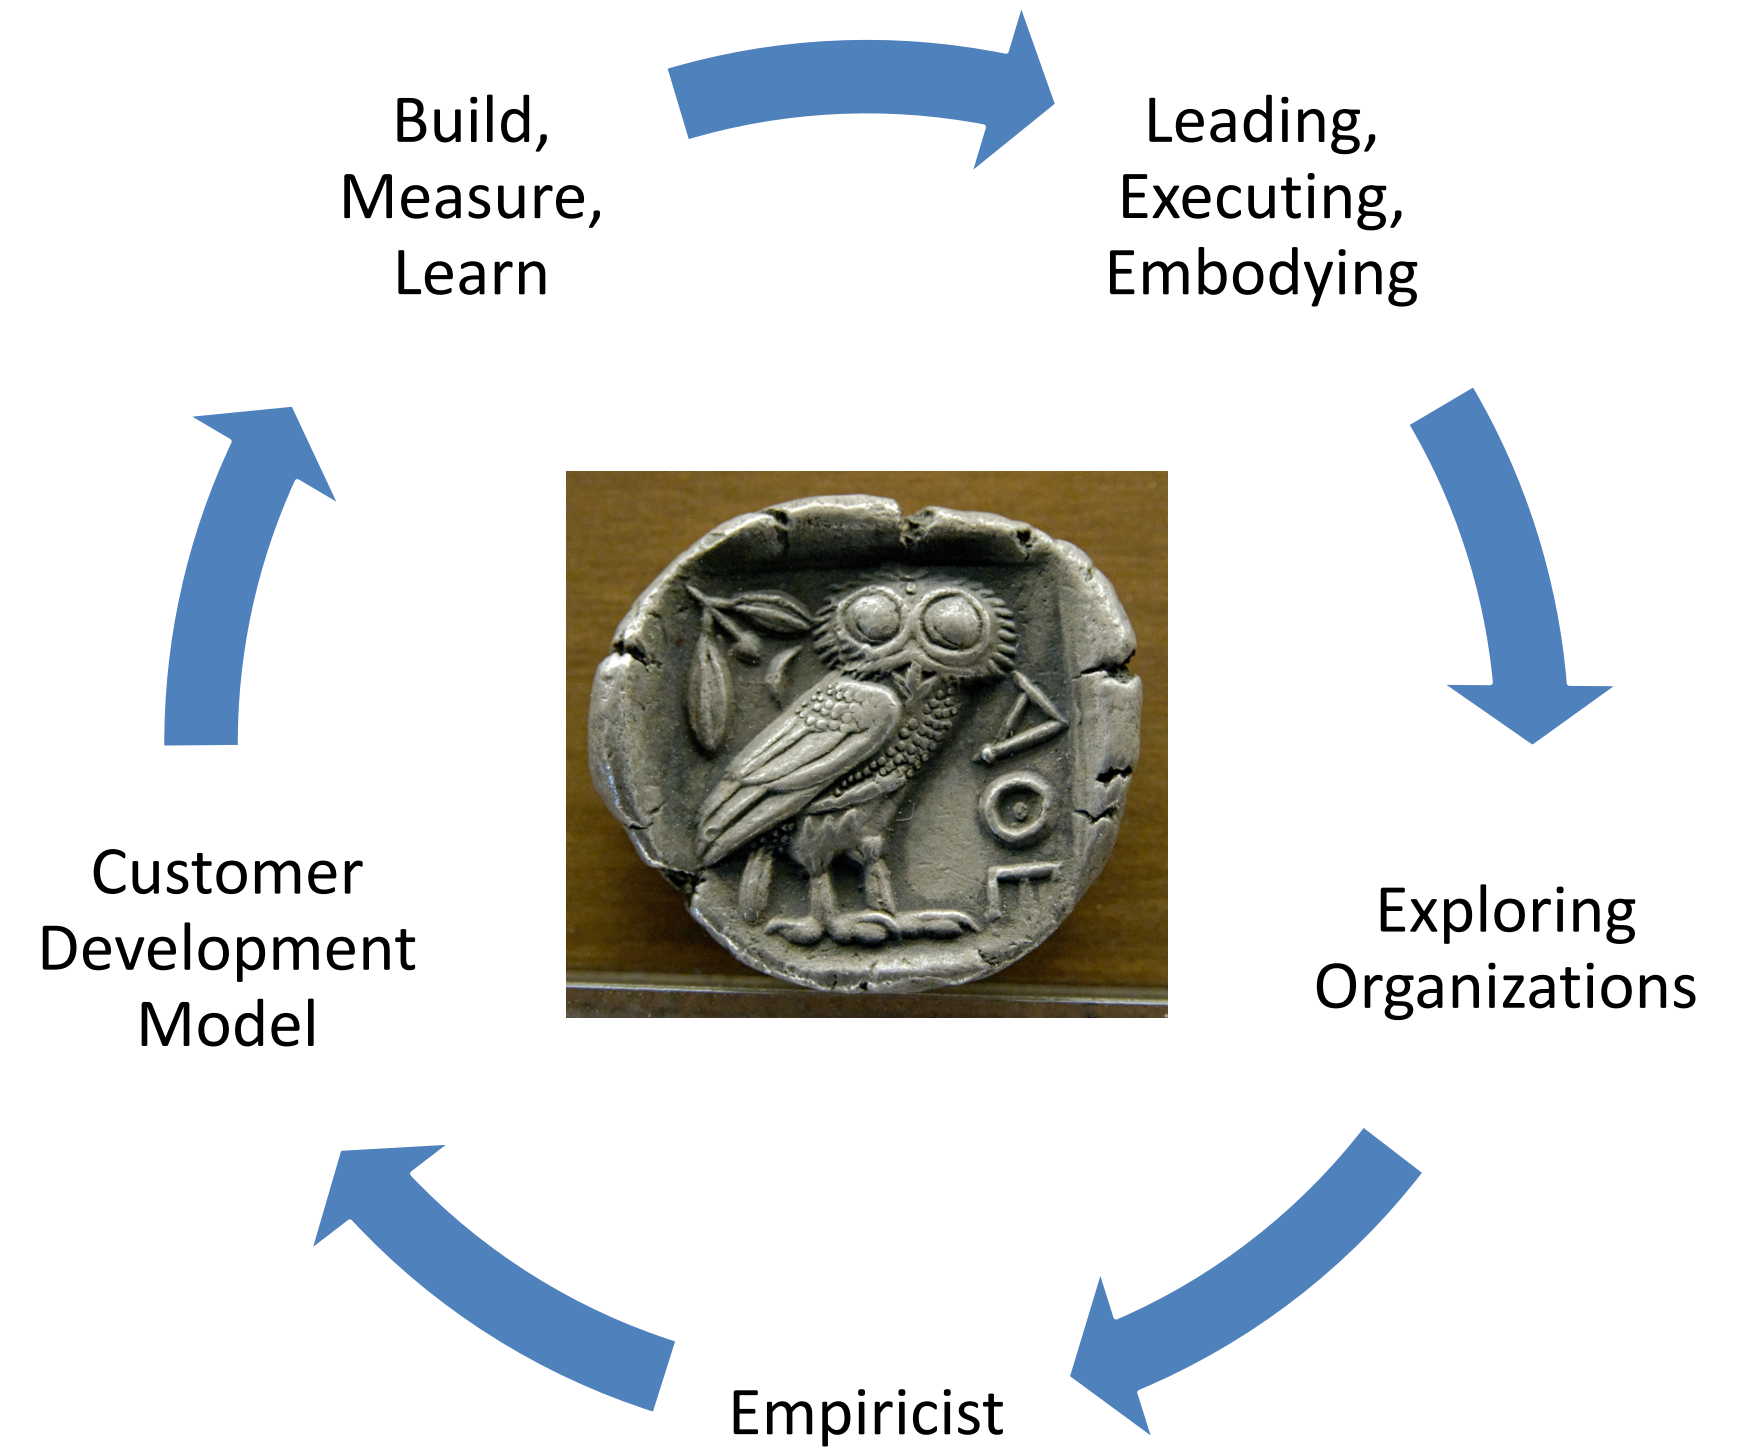 Build,
Measure,
Learn
Leading,
Executing,
Embodying
ΑΘΕ
Customer
Development
Model
Exploring
Organizations
Empiricist